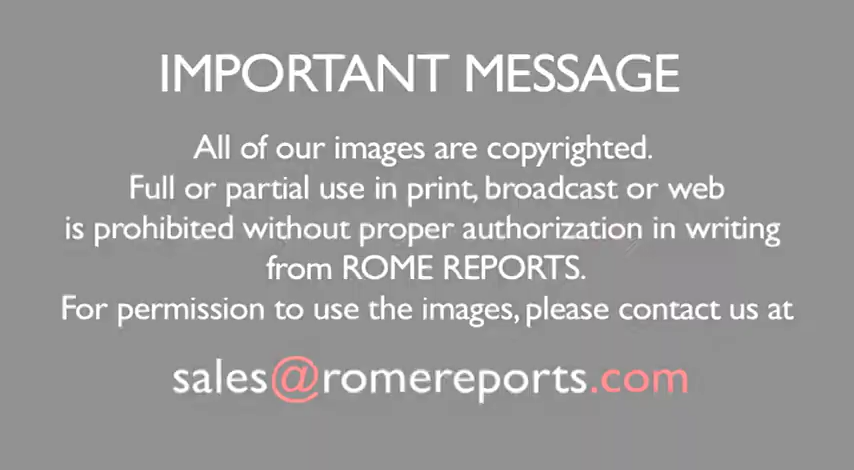 IMPORTANT MESSAGE
All of our images are copyrighted.
Full or partial use in print, broadcast or web
is prohibited without proper authorization in writing
from ROME REPORTS.
For permission to use the images, please contact us at
sales@romereports.com